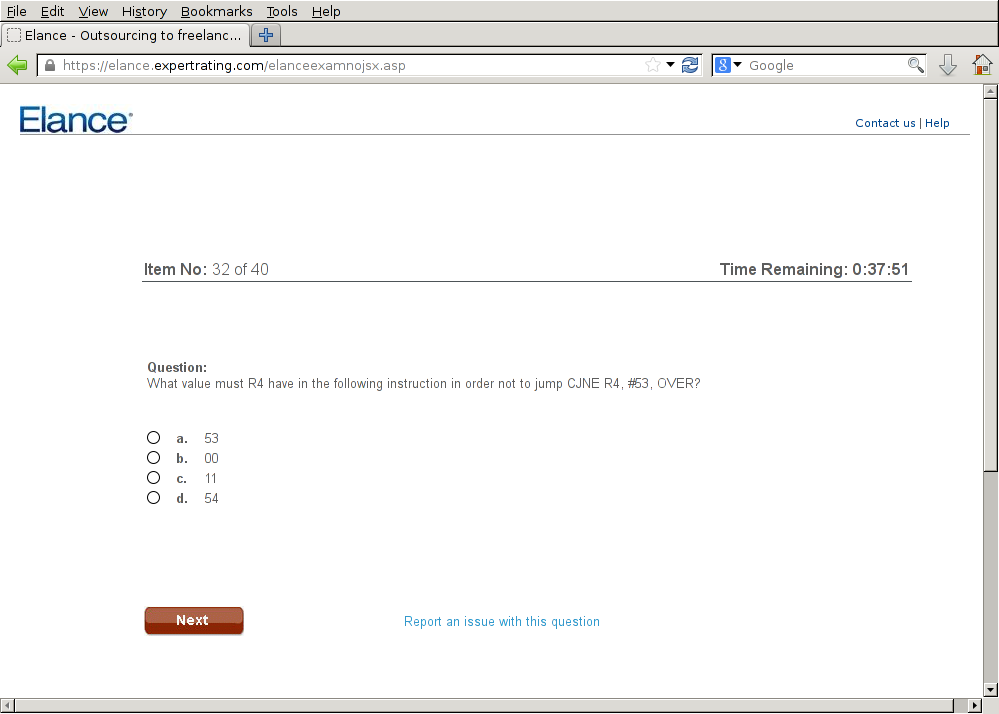 File Edit View History Bookmarks Tools Help
Elance - Outsourcing to freelanc...
https://elance.expertrating.com/elanceexamnojsx.asp
8 Google
Elance®
Contact us | Help
Item No: 32 of 40
Time Remaining: 0:37:51
Question:
What value must R4 have in the following instruction in order not to jump CJNE R4, #53, OVER?
a. 53
b. 00
c. 11
d. 54
Next
Report an issue with this question